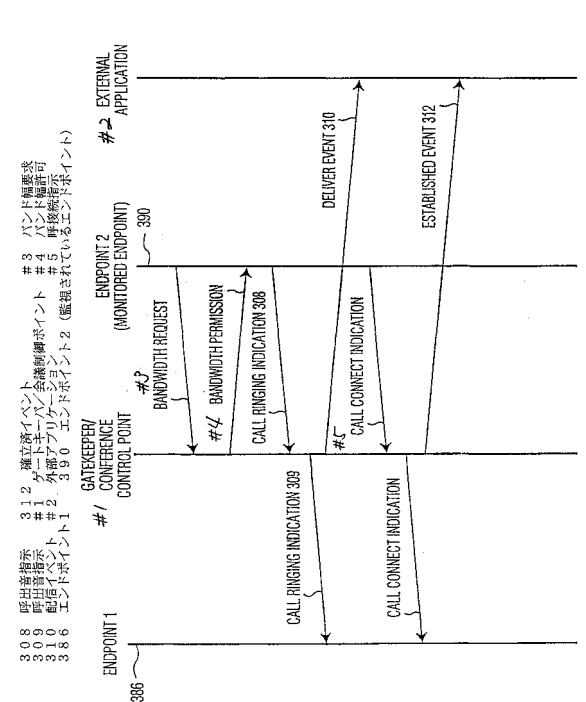 308 呼出音指示 312 確立済イベント #3 バンド幅要求
309 呼出音指示 #1 ゲートキーパ/会議制御ポイント #4 バンド幅許可
310 配信イベント #2 外部アプリケーション #5 呼接続指示
386 エンドポイント1 390 エンドポイント2 (監視されているエンドポイント)
#1
GATEKEEPER/
CONFERENCE
CONTROL POINT
#2 EXTERNAL
APPLICATION
ENDPOINT 1
ENDPOINT 2
(MONITORED ENDPOINT)
386
390
#3
BANDWIDTH REQUEST
#4 BANDWIDTH PERMISSION
CALL RINGING INDICATION 308
CALL RINGING INDICATION 309
DELIVER EVENT 310
#5
CALL CONNECT INDICATION
CALL CONNECT INDICATION
ESTABLISHED EVENT 312